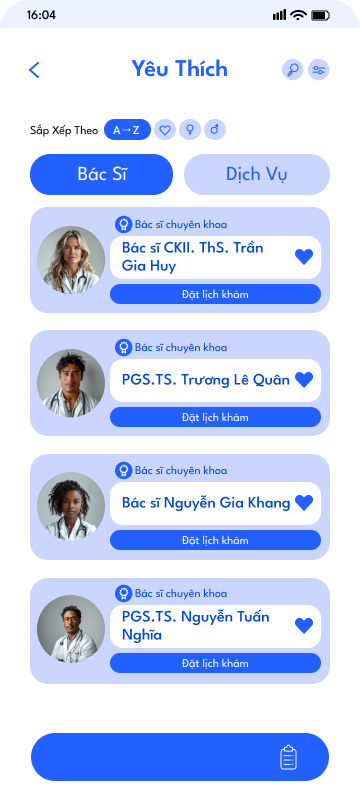 16:04
Yêu Thích
Sắp Xếp Theo A→Z
Bác Sĩ Dịch Vụ
Bác sĩ chuyên khoa
Bác sĩ CKII. ThS. Trần
Gia Huy
Đặt lịch khám
Bác sĩ chuyên khoa
PGS.TS. Trương Lê Quân
Đặt lịch khám
Bác sĩ chuyên khoa
Bác sĩ Nguyễn Gia Khang
Đặt lịch khám
Bác sĩ chuyên khoa
PGS.TS. Nguyễn Tuấn
Nghĩa
Đặt lịch khám